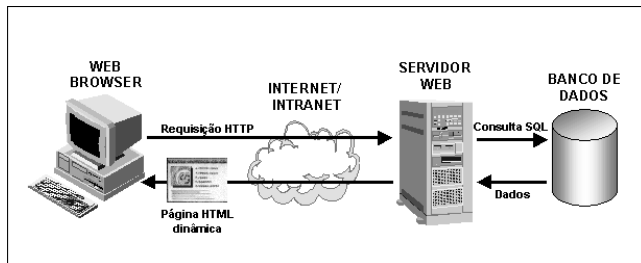 WEB
BROWSER
INTERNET/
INTRANET
SERVIDOR
WEB
BANCO DE
DADOS
Requisição HTTP
Consulta SQL
Dados
Página HTML
dinâmica